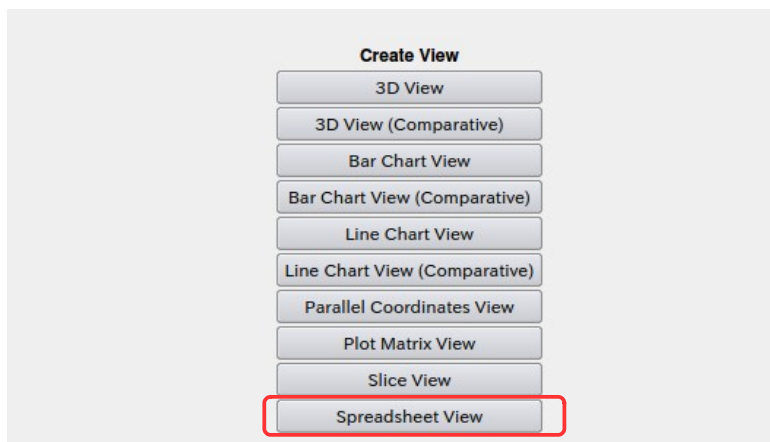 Create View
3D View
3D View (Comparative)
Bar Chart View
Bar Chart View (Comparative)
Line Chart View
Line Chart View (Comparative)
Parallel Coordinates View
Plot Matrix View
Slice View
Spreadsheet View